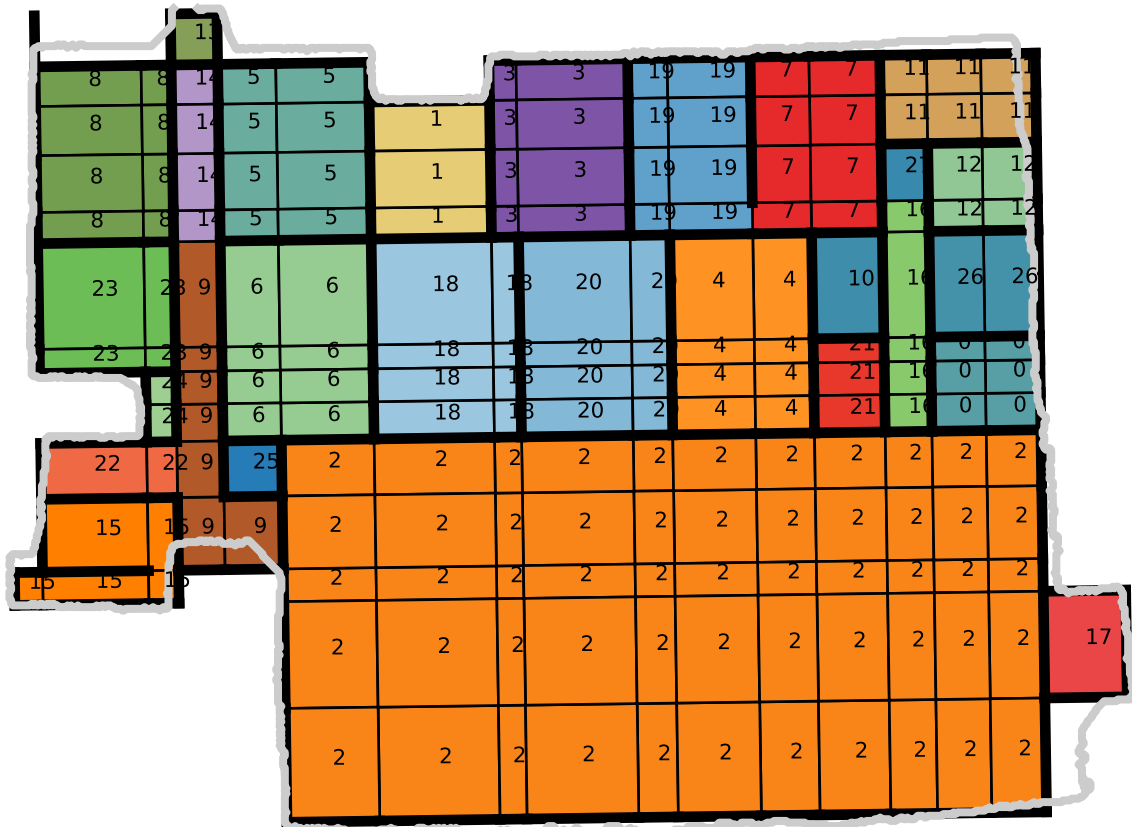 13
8 8 14 5 5 3 3 19 19 7 7 11 11 11
8 8 14 5 5 1 3 3 19 19 7 7 11 11 11
8 8 14 5 5 1 3 3 19 19 7 7 27 12 12
8 8 14 5 5 1 3 3 19 19 7 7 16 12 12
23 23 9 6 6 18 18 20 20 4 4 10 16 26 26
23 23 9 6 6 18 18 20 20 4 4 21 16 0 0
24 9 6 6 18 18 20 20 4 4 21 16 0 0
24 9 6 6 18 18 20 20 4 4 21 16 0 0
22 22 9 25 2 2 2 2 2 2 2 2 2 2 2
15 15 9 9 2 2 2 2 2 2 2 2 2 2 2
15 15 15 2 2 2 2 2 2 2 2 2 2 2
2 2 2 2 2 2 2 2 2 2 2 17
2 2 2 2 2 2 2 2 2 2 2